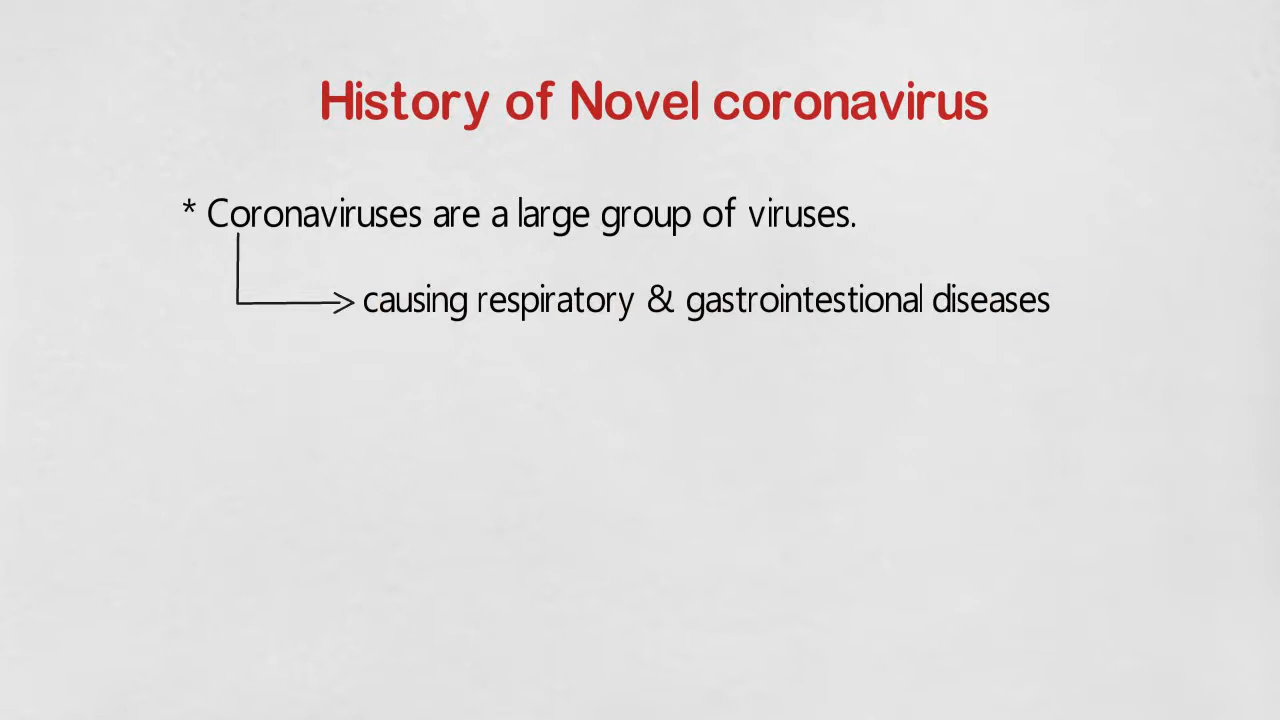 History of Novel coronavirus
* Coronaviruses are a large group of viruses.
causing respiratory & gastrointestional diseases